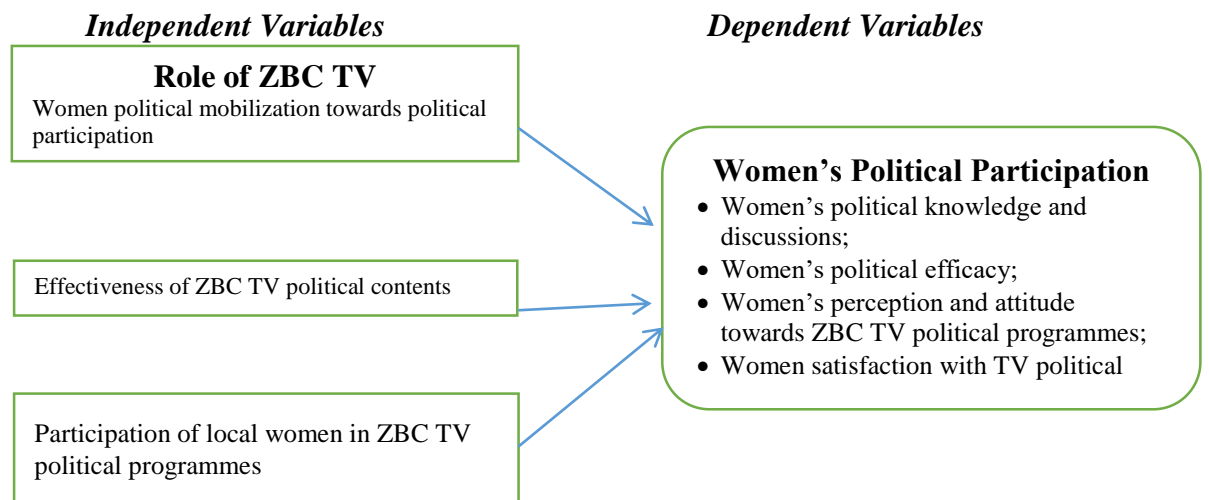 Independent Variables
Dependent Variables
Role of ZBC TV
Women political mobilization towards political
participation
Effectiveness of ZBC TV political contents
Participation of local women in ZBC TV
political programmes
Women’s Political Participation
• Women’s political knowledge and
discussions;
• Women’s political efficacy;
• Women’s perception and attitude
towards ZBC TV political programmes;
• Women satisfaction with TV political